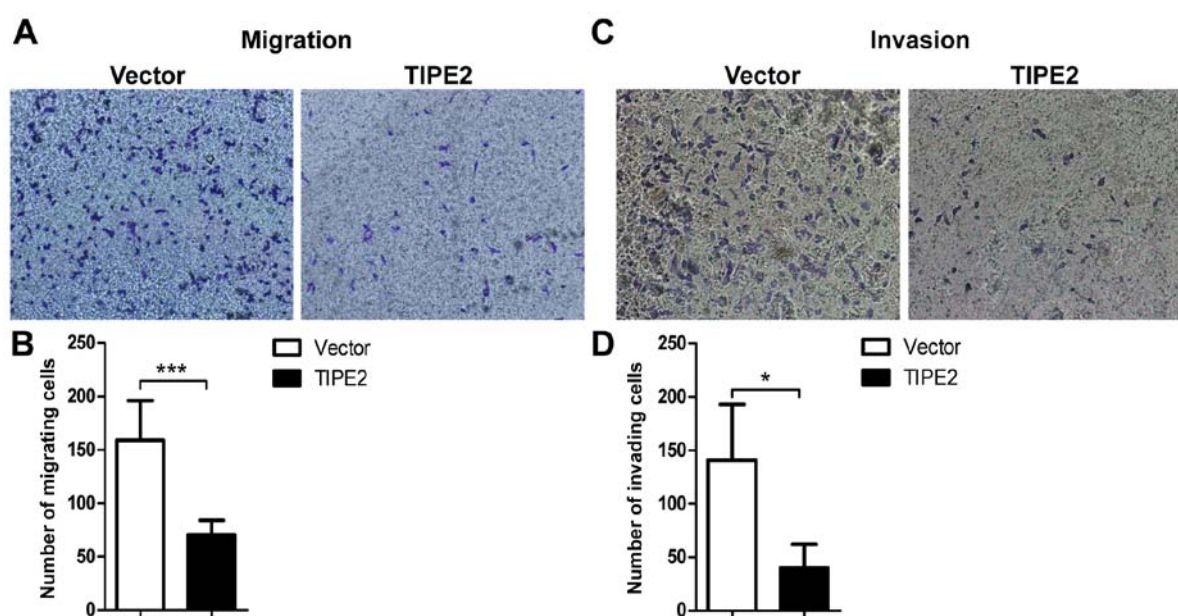 A
Migration
Vector TIPE2
C
Invasion
Vector TIPE2
B
Number of migrating cells
250
200
150
100
50
0
***
Vector
TIPE2
D
Number of invading cells
250
200
150
100
50
0
*
Vector
TIPE2